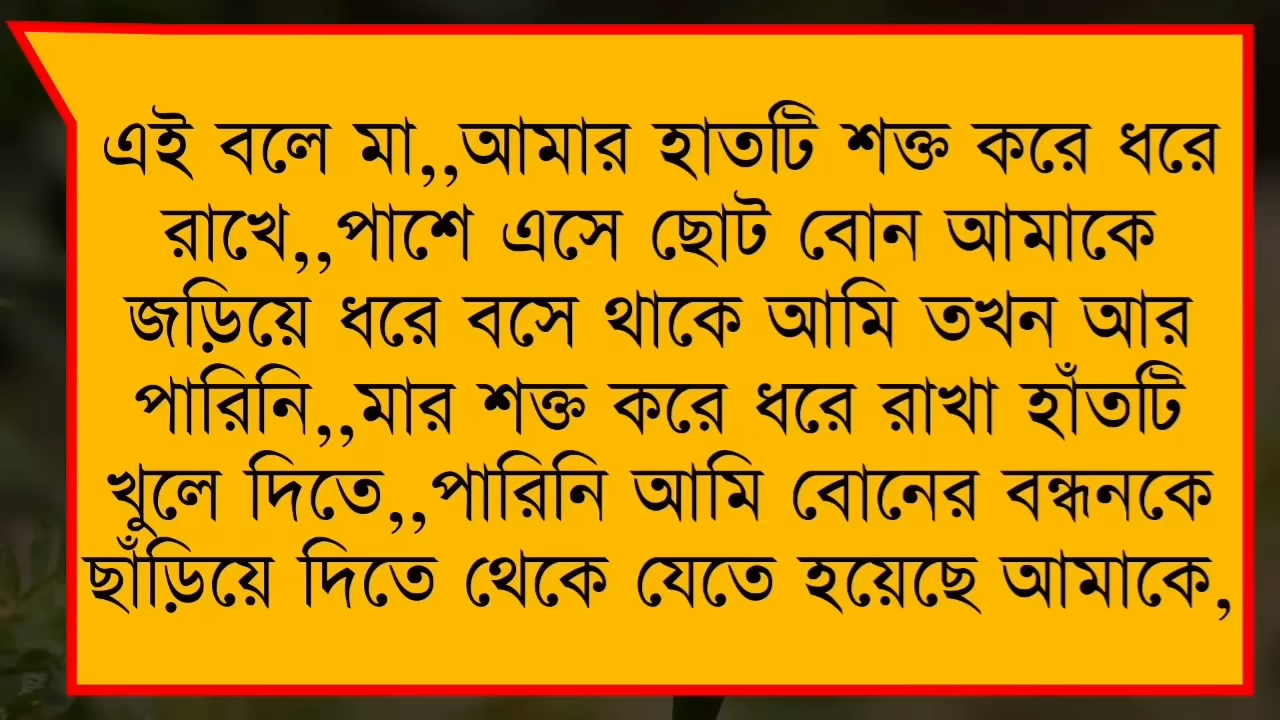 এই বলে মা,,আমার হাতটি শক্ত করে ধরে
রাখে,,পাশে এসে ছোট বোন আমাকে
জড়িয়ে ধরে বসে থাকে আমি তখন আর
পারিনি,,মার শক্ত করে ধরে রাখা হাঁতটি
খুলে দিতে,,পারিনি আমি বোনের বন্ধনকে
ছাঁড়িয়ে দিতে থেকে যেতে হয়েছে আমাকে,